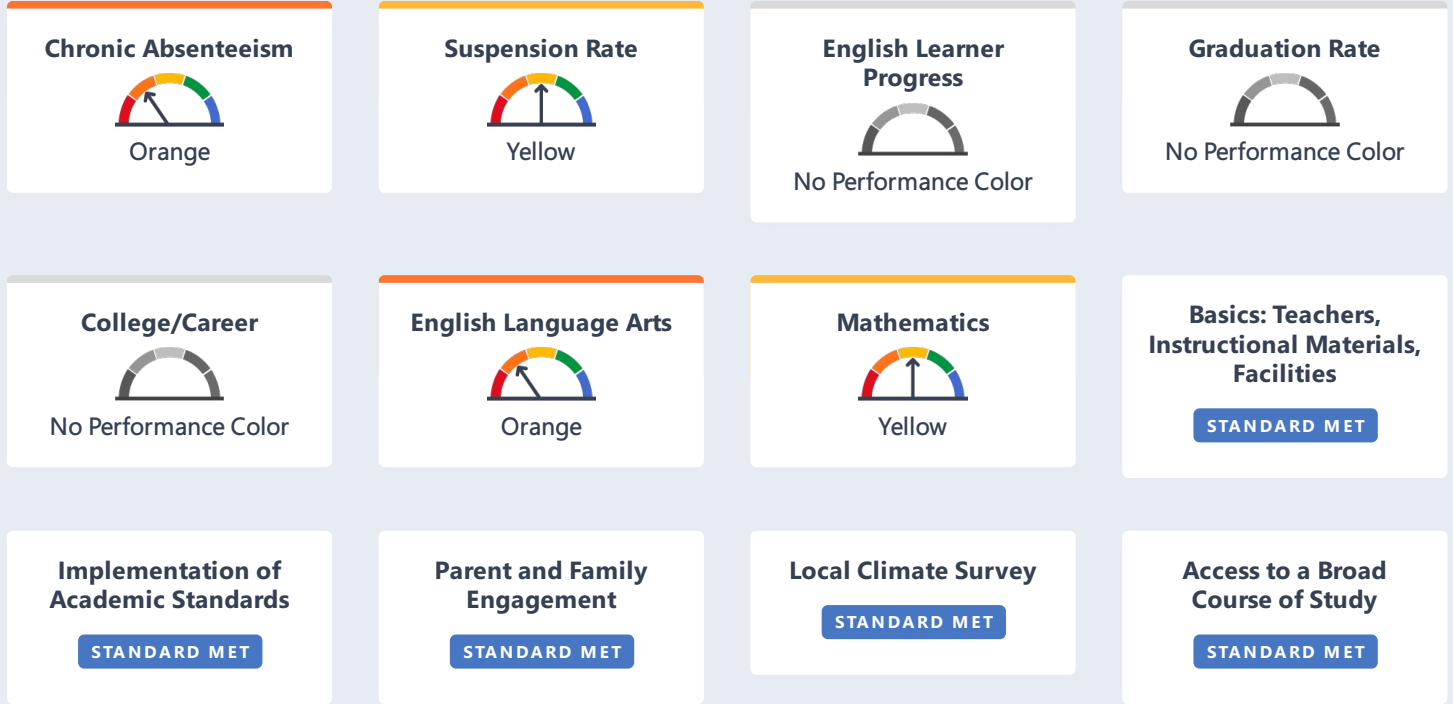 Chronic Absenteeism
Orange
Suspension Rate
Yellow
English Learner
Progress
No Performance Color
Graduation Rate
No Performance Color
College/Career
No Performance Color
English Language Arts
Orange
Mathematics
Yellow
Basics: Teachers,
Instructional Materials,
Facilities
STANDARD MET
Implementation of
Academic Standards
STANDARD MET
Parent and Family
Engagement
STANDARD MET
Local Climate Survey
STANDARD MET
Access to a Broad
Course of Study
STANDARD MET